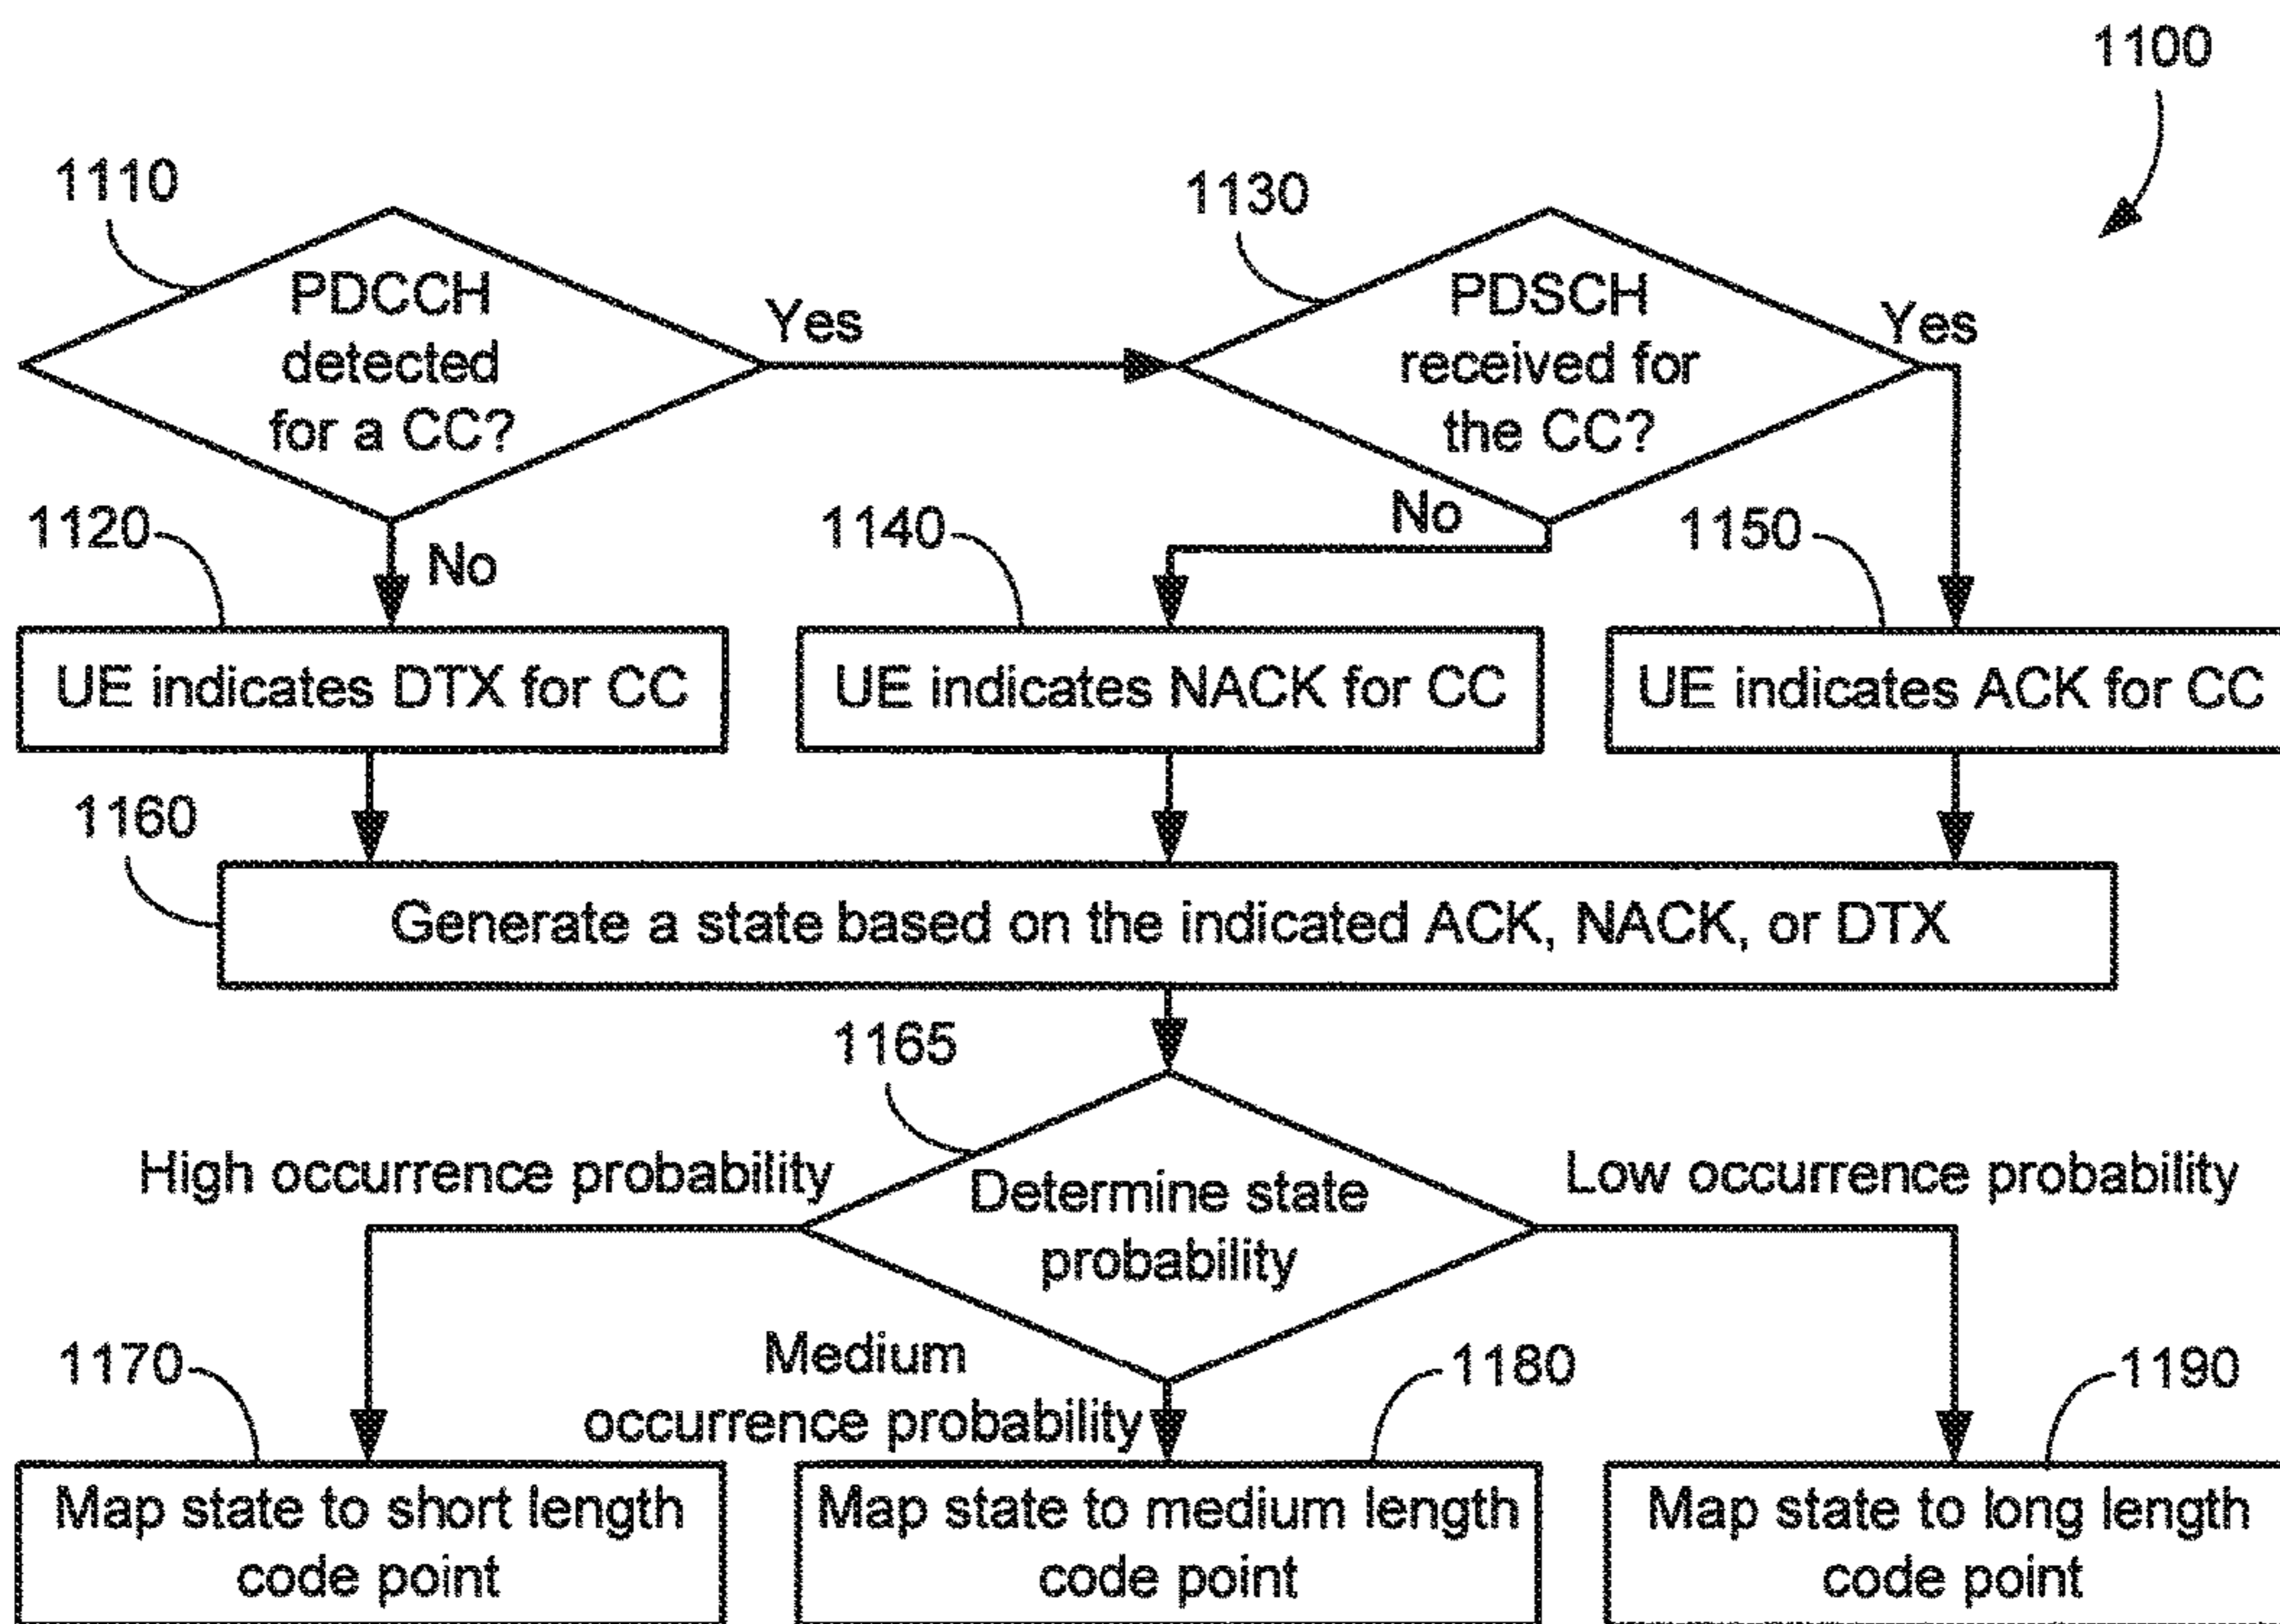 1100
1110
1130
PDCCH
detected
for a CC?
Yes
PDSCH
received for
the CC?
Yes
1120
No
1140
No
1150
UE indicates DTX for CC
UE indicates NACK for CC
UE indicates ACK for CC
1160
Generate a state based on the indicated ACK, NACK, or DTX
1165
High occurrence probability
Determine state
probability
Low occurrence probability
1170
Medium
occurrence probability
1180
1190
Map state to short length
code point
Map state to medium length
code point
Map state to long length
code point